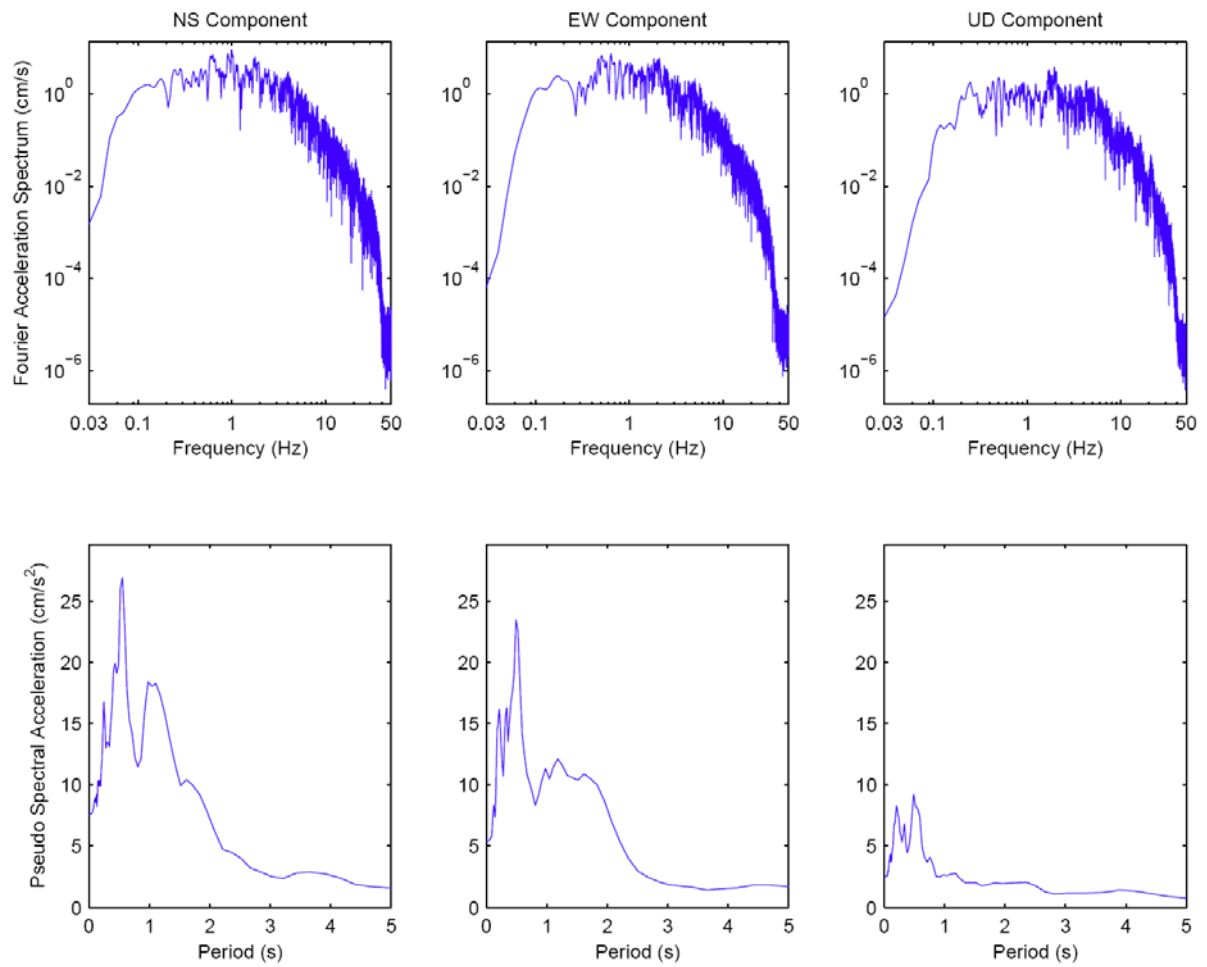 NS Component
EW Component
UD Component
Fourier Acceleration Spectrum (cm/s)
10^0
10^−2
10^−4
10^−6
0.03 0.1 1 10 50
Frequency (Hz)
10^0
10^−2
10^−4
10^−6
0.03 0.1 1 10 50
Frequency (Hz)
10^0
10^−2
10^−4
10^−6
0.03 0.1 1 10 50
Frequency (Hz)
Pseudo Spectral Acceleration (cm/s^2)
25
20
15
10
5
0
0 1 2 3 4 5
Period (s)
25
20
15
10
5
0
0 1 2 3 4 5
Period (s)
25
20
15
10
5
0
0 1 2 3 4 5
Period (s)